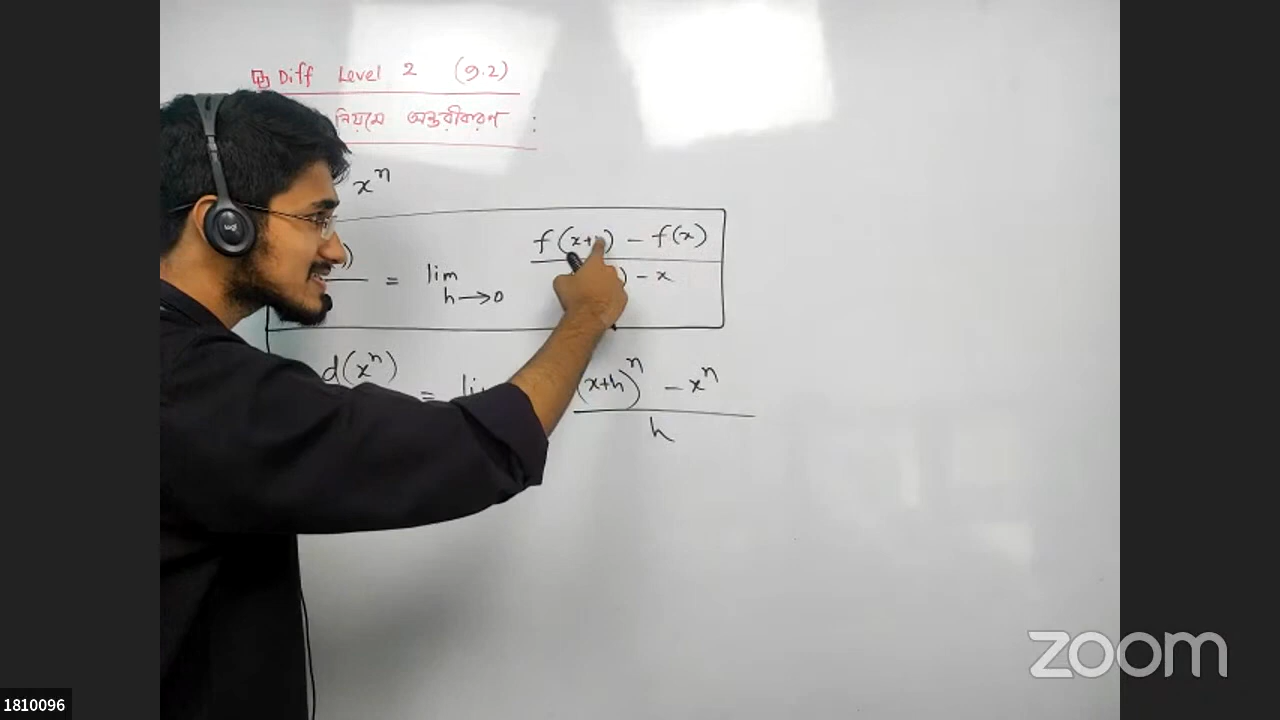 Diff Level 2 (9.2)
নিয়মে অন্তরীকরণ :
xⁿ
= lim h→0 f(x+ ) - f(x) / ) - x
d(xⁿ) = (x+h)ⁿ - xⁿ / h
zoom
1810096